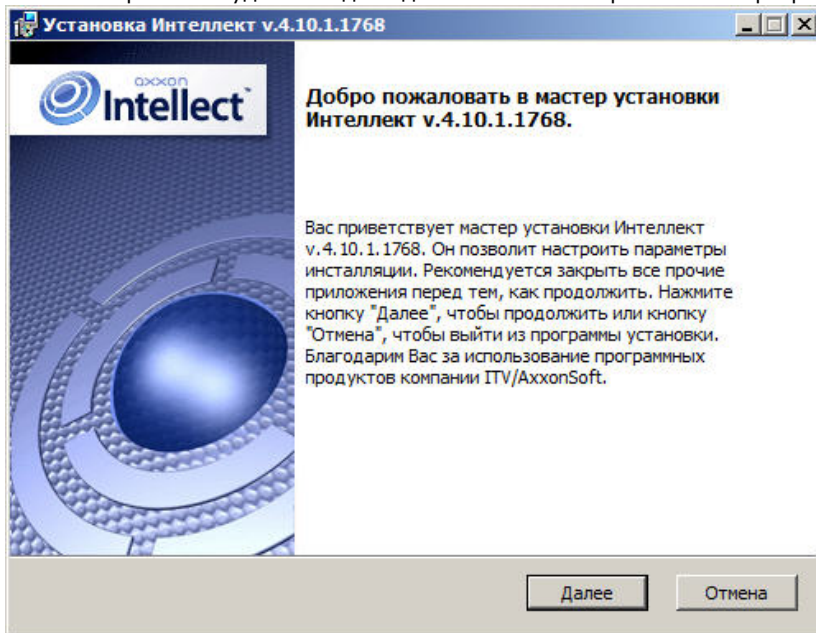 Установка Интеллект v.4.10.1.1768
axxon
Intellect
Добро пожаловать в мастер установки
Интеллект v.4.10.1.1768.
Вас приветствует мастер установки Интеллект
v.4.10.1.1768. Он позволит настроить параметры
инсталляции. Рекомендуется закрыть все прочие
приложения перед тем, как продолжить. Нажмите
кнопку "Далее", чтобы продолжить или кнопку
"Отмена", чтобы выйти из программы установки.
Благодарим Вас за использование программных
продуктов компании ITV/AxxonSoft.
Далее
Отмена